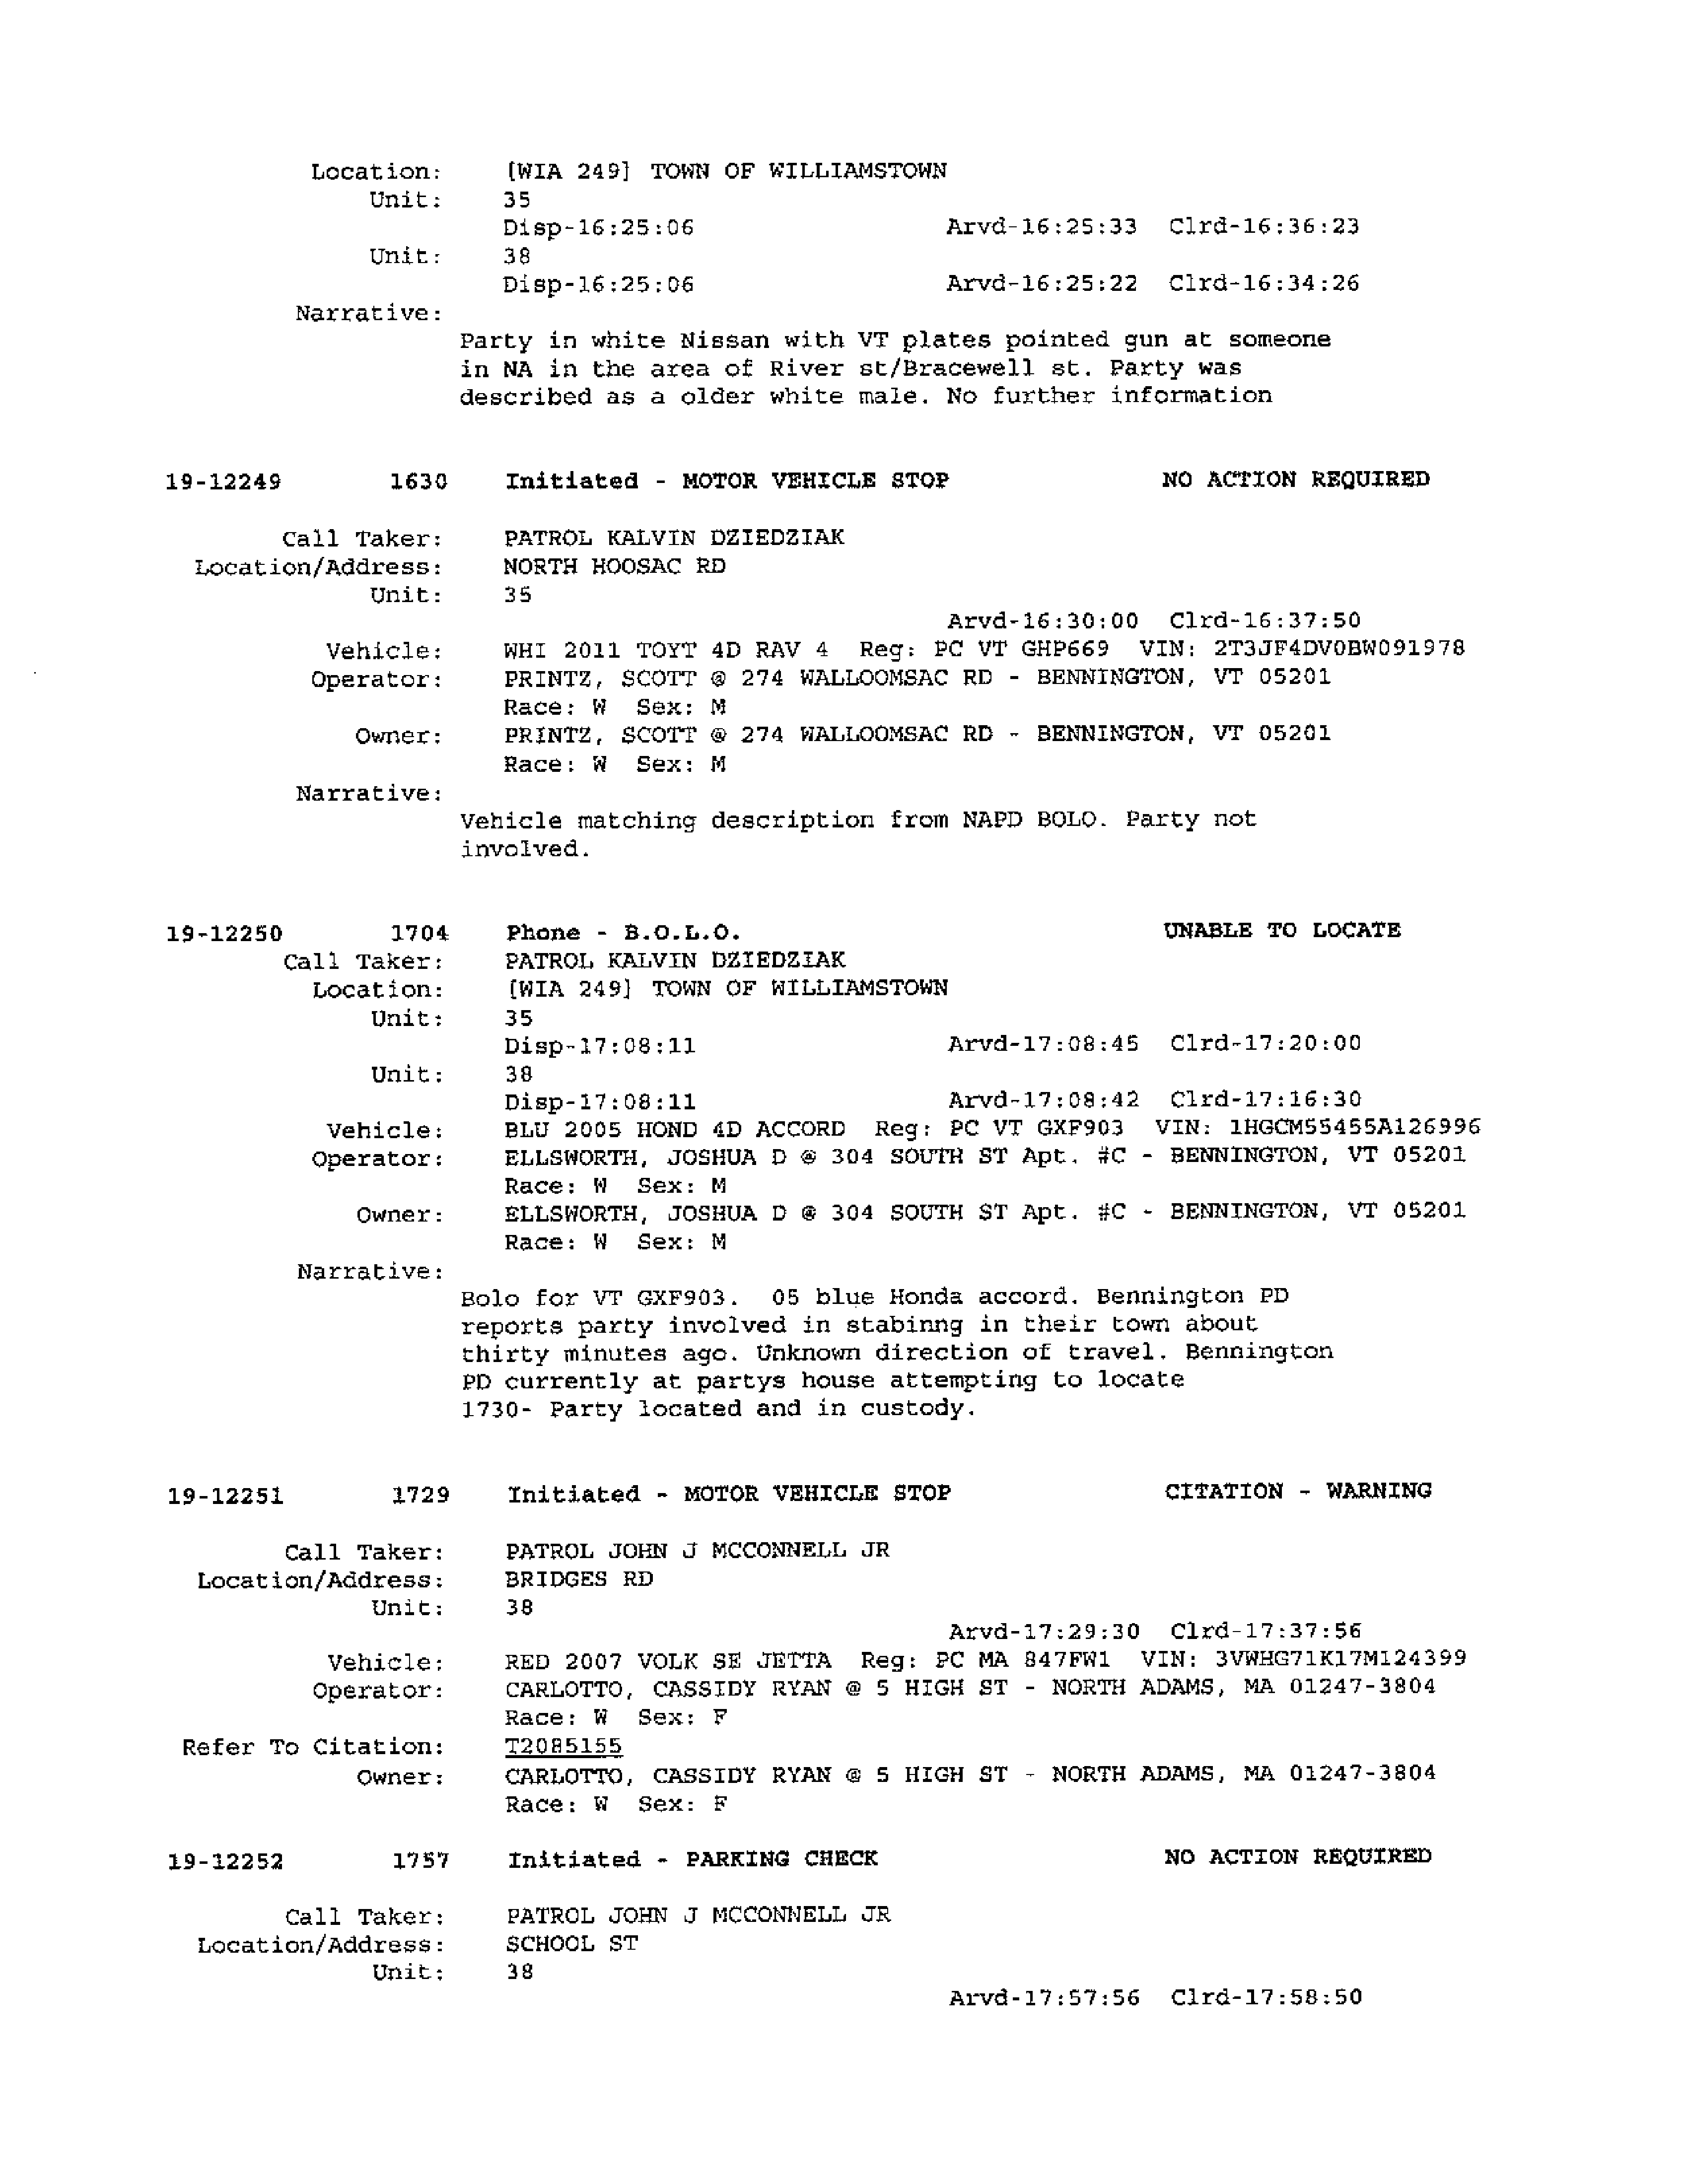 Location: [WIA 249] TOWN OF WILLIAMSTOWN
Unit: 35
Disp-16:25:06 Arvd-16:25:33 Clrd-16:36:23
Unit: 38
Disp-16:25:06 Arvd-16:25:22 Clrd-16:34:26
Narrative:
Party in white Nissan with VT plates pointed gun at someone
in NA in the area of River st/Bracewell st. Party was
described as a older white male. No further information
19-12249 1630 Initiated - MOTOR VEHICLE STOP NO ACTION REQUIRED
Call Taker: PATROL KALVIN DZIEDZIAK
Location/Address: NORTH HOOSAC RD
Unit: 35
Arvd-16:30:00 Clrd-16:37:50
Vehicle: WHI 2011 TOYT 4D RAV 4 Reg: PC VT GHP669 VIN: 2T3JF4DV0BW091978
Operator: PRINTZ, SCOTT @ 274 WALLOOMSAC RD - BENNINGTON, VT 05201
Race: W Sex: M
Owner: PRINTZ, SCOTT @ 274 WALLOOMSAC RD - BENNINGTON, VT 05201
Race: W Sex: M
Narrative:
Vehicle matching description from NAPD BOLO. Party not
involved.
19-12250 1704 Phone - B.O.L.O. UNABLE TO LOCATE
Call Taker: PATROL KALVIN DZIEDZIAK
Location: [WIA 249] TOWN OF WILLIAMSTOWN
Unit: 35
Disp-17:08:11 Arvd-17:08:45 Clrd-17:20:00
Unit: 38
Disp-17:08:11 Arvd-17:08:42 Clrd-17:16:30
Vehicle: BLU 2005 HOND 4D ACCORD Reg: PC VT GXF903 VIN: 1HGCM55455A126996
Operator: ELLSWORTH, JOSHUA D @ 304 SOUTH ST Apt. #C - BENNINGTON, VT 05201
Race: W Sex: M
Owner: ELLSWORTH, JOSHUA D @ 304 SOUTH ST Apt. #C - BENNINGTON, VT 05201
Race: W Sex: M
Narrative:
Bolo for VT GXF903. 05 blue Honda accord. Bennington PD
reports party involved in stabinng in their town about
thirty minutes ago. Unknown direction of travel. Bennington
PD currently at partys house attempting to locate
1730- Party located and in custody.
19-12251 1729 Initiated - MOTOR VEHICLE STOP CITATION - WARNING
Call Taker: PATROL JOHN J MCCONNELL JR
Location/Address: BRIDGES RD
Unit: 38
Arvd-17:29:30 Clrd-17:37:56
Vehicle: RED 2007 VOLK SE JETTA Reg: PC MA 847FW1 VIN: 3VWHG71K17M124399
Operator: CARLOTTO, CASSIDY RYAN @ 5 HIGH ST - NORTH ADAMS, MA 01247-3804
Race: W Sex: F
Refer To Citation: T2085155
Owner: CARLOTTO, CASSIDY RYAN @ 5 HIGH ST - NORTH ADAMS, MA 01247-3804
Race: W Sex: F
19-12252 1757 Initiated - PARKING CHECK NO ACTION REQUIRED
Call Taker: PATROL JOHN J MCCONNELL JR
Location/Address: SCHOOL ST
Unit: 38
Arvd-17:57:56 Clrd-17:58:50